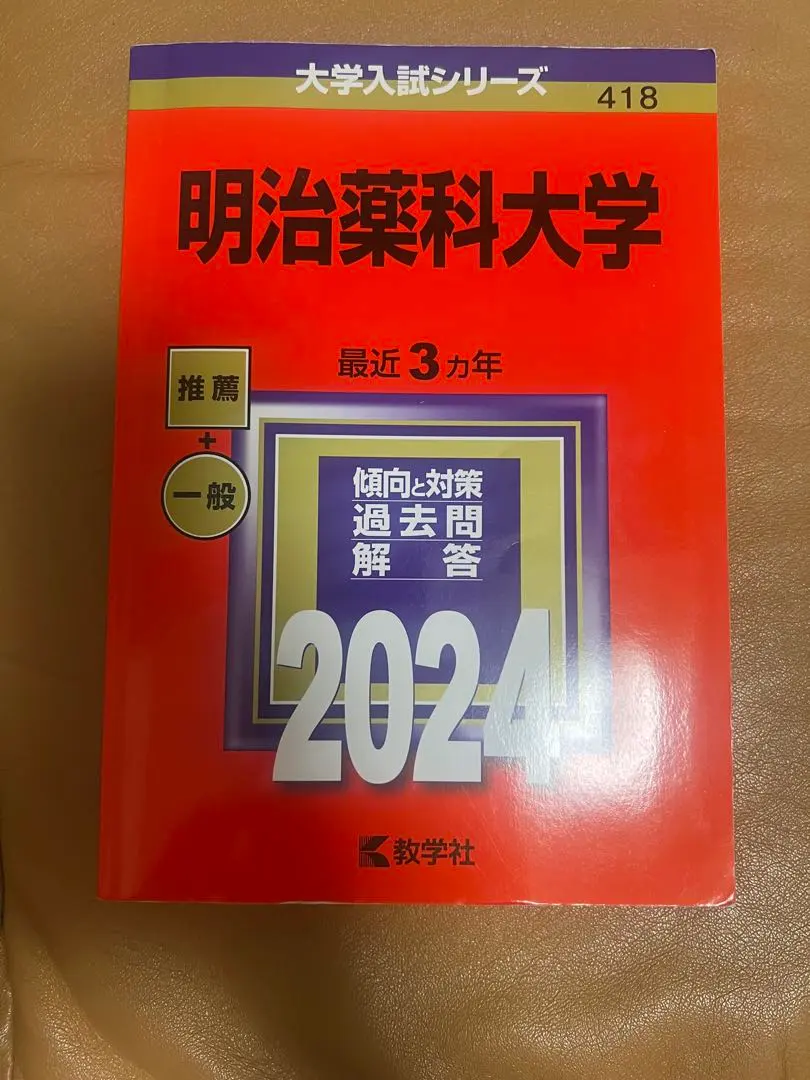 大学入試シリーズ
418
明治薬科大学
最近3カ年
推薦
+
一般
傾向と対策
過去問
解答
2024
教学社